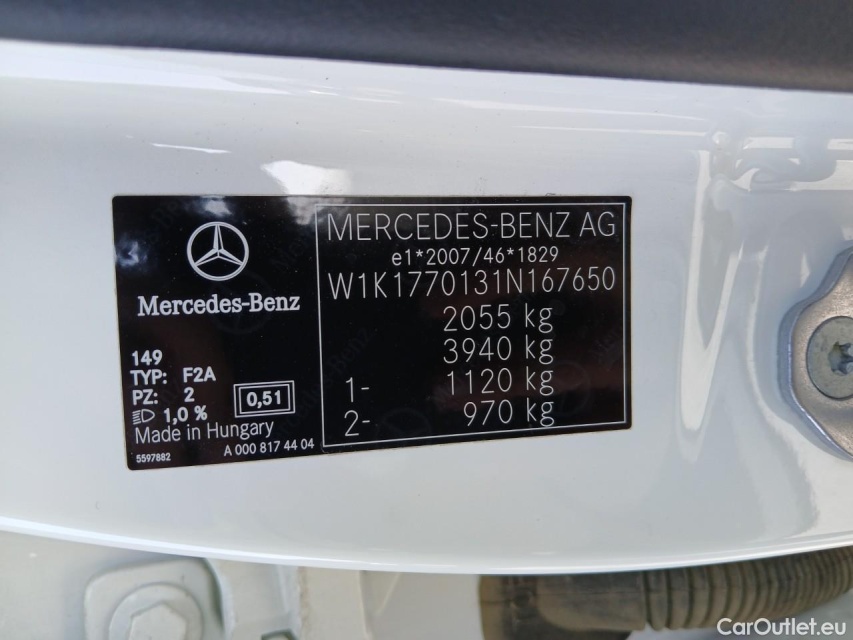 Mercedes-Benz
149
TYP: F2A
PZ: 2
1,0 %
0,51
Made in Hungary
5597882
A 000 817 44 04
MERCEDES-BENZ AG
e1*2007/46*1829
W1K1770131N167650
2055 kg
3940 kg
1- 1120 kg
2- 970 kg
CarOutlet.eu